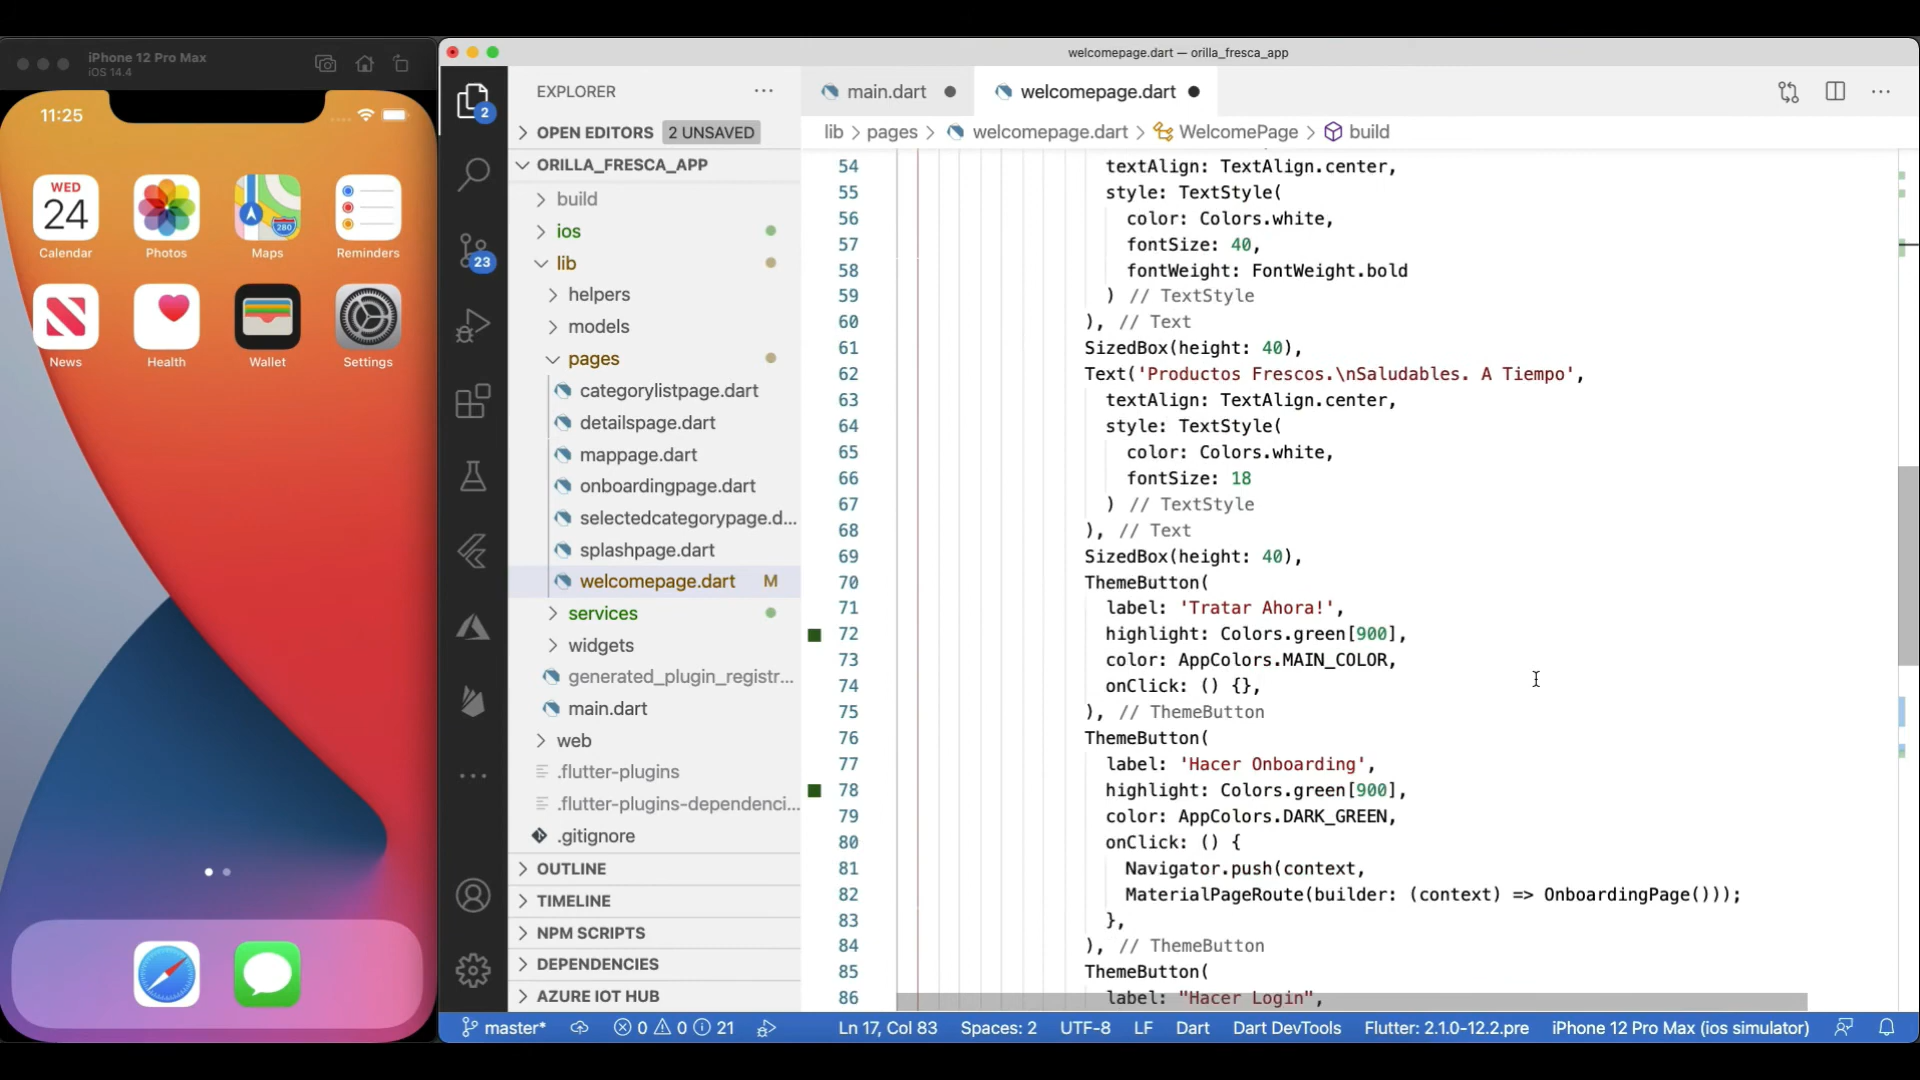 iPhone 12 Pro Max
iOS 14.4
11:25
WED
24
280
Calendar
Photos
Maps
Reminders
News
Health
Wallet
Settings
welcomepage.dart — orilla_fresca_app
2
23
EXPLORER
OPEN EDITORS 2 UNSAVED
ORILLA_FRESCA_APP
build
ios
lib
helpers
models
pages
categorylistpage.dart
detailspage.dart
mappage.dart
onboardingpage.dart
selectedcategorypage.d...
splashpage.dart
welcomepage.dart M
services
widgets
generated_plugin_registr...
main.dart
web
.flutter-plugins
.flutter-plugins-dependenci...
.gitignore
OUTLINE
TIMELINE
NPM SCRIPTS
DEPENDENCIES
AZURE IOT HUB
main.dart
welcomepage.dart
lib > pages > welcomepage.dart > WelcomePage > build
54 textAlign: TextAlign.center,
55 style: TextStyle(
56 color: Colors.white,
57 fontSize: 40,
58 fontWeight: FontWeight.bold
59 ) // TextStyle
60 ), // Text
61 SizedBox(height: 40),
62 Text('Productos Frescos.\nSaludables. A Tiempo',
63 textAlign: TextAlign.center,
64 style: TextStyle(
65 color: Colors.white,
66 fontSize: 18
67 ) // TextStyle
68 ), // Text
69 SizedBox(height: 40),
70 ThemeButton(
71 label: 'Tratar Ahora!',
72 highlight: Colors.green[900],
73 color: AppColors.MAIN_COLOR,
74 onClick: () {},
75 ), // ThemeButton
76 ThemeButton(
77 label: 'Hacer Onboarding',
78 highlight: Colors.green[900],
79 color: AppColors.DARK_GREEN,
80 onClick: () {
81 Navigator.push(context,
82 MaterialPageRoute(builder: (context) => OnboardingPage()));
83 },
84 ), // ThemeButton
85 ThemeButton(
86 label: "Hacer Login",
master* 0 0 21 Ln 17, Col 83 Spaces: 2 UTF-8 LF Dart Dart DevTools Flutter: 2.1.0-12.2.pre iPhone 12 Pro Max (ios simulator)